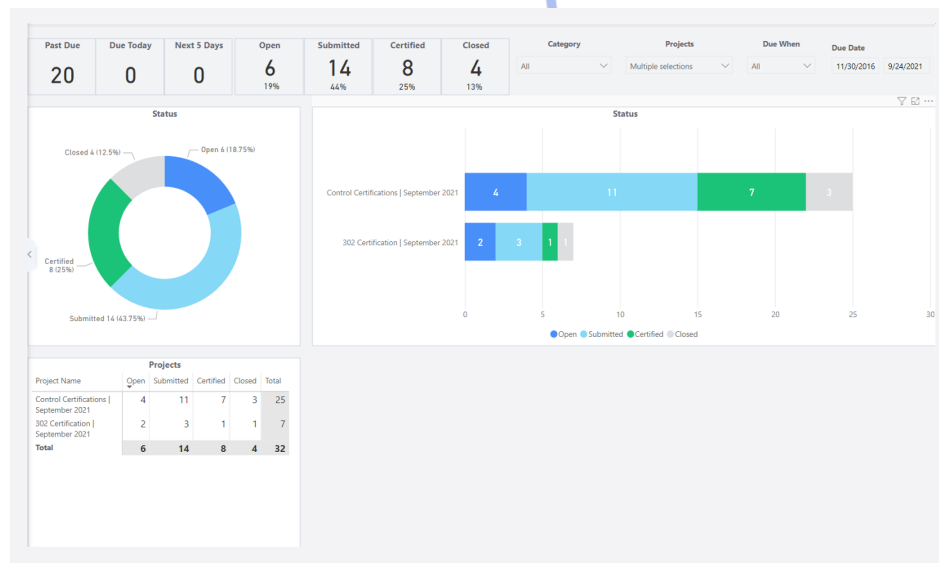 Past Due Due Today Next 5 Days Open Submitted Certified Closed Category Projects Due When Due Date
20 0 0 6 14 8 4 All Multiple selections All 11/30/2016 9/24/2021
19% 44% 25% 13%
Status
Closed 4 (12.5%) Open 6 (18.75%)
Certified
8 (25%)
Submitted 14 (43.75%)
Status
Control Certifications | September 2021 4 11 7 3
302 Certification | September 2021 2 3 1 1
0 5 10 15 20 25 30
Open Submitted Certified Closed
Projects
Project Name Open Submitted Certified Closed Total
Control Certifications | 4 11 7 3 25
September 2021
302 Certification | 2 3 1 1 7
September 2021
Total 6 14 8 4 32